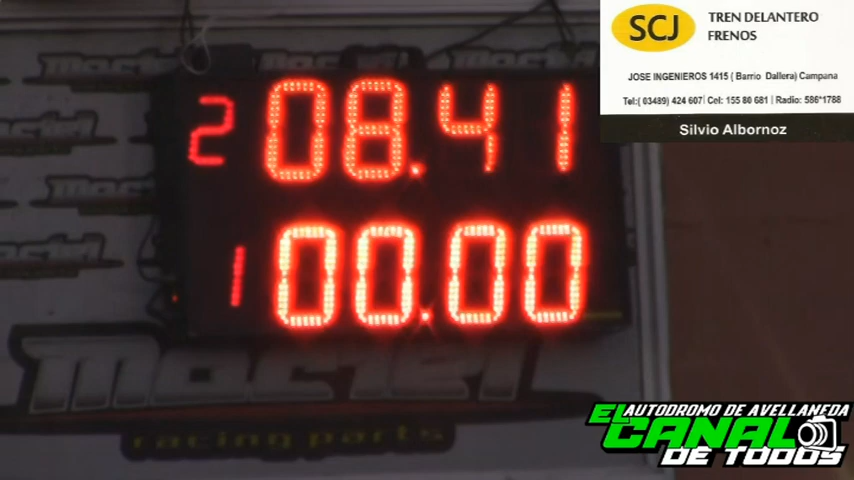 SCJ
TREN DELANTERO
FRENOS
JOSE INGENIEROS 1415 ( Barrio Dallera) Campana
Tel:( 03489) 424 607| Cel: 155 80 681 | Radio: 586*1788
Silvio Albornoz
2 08.41
1 00.00
Maciel
racing parts
EL AUTODROMO DE AVELLANEDA
CANAL
DE TODOS